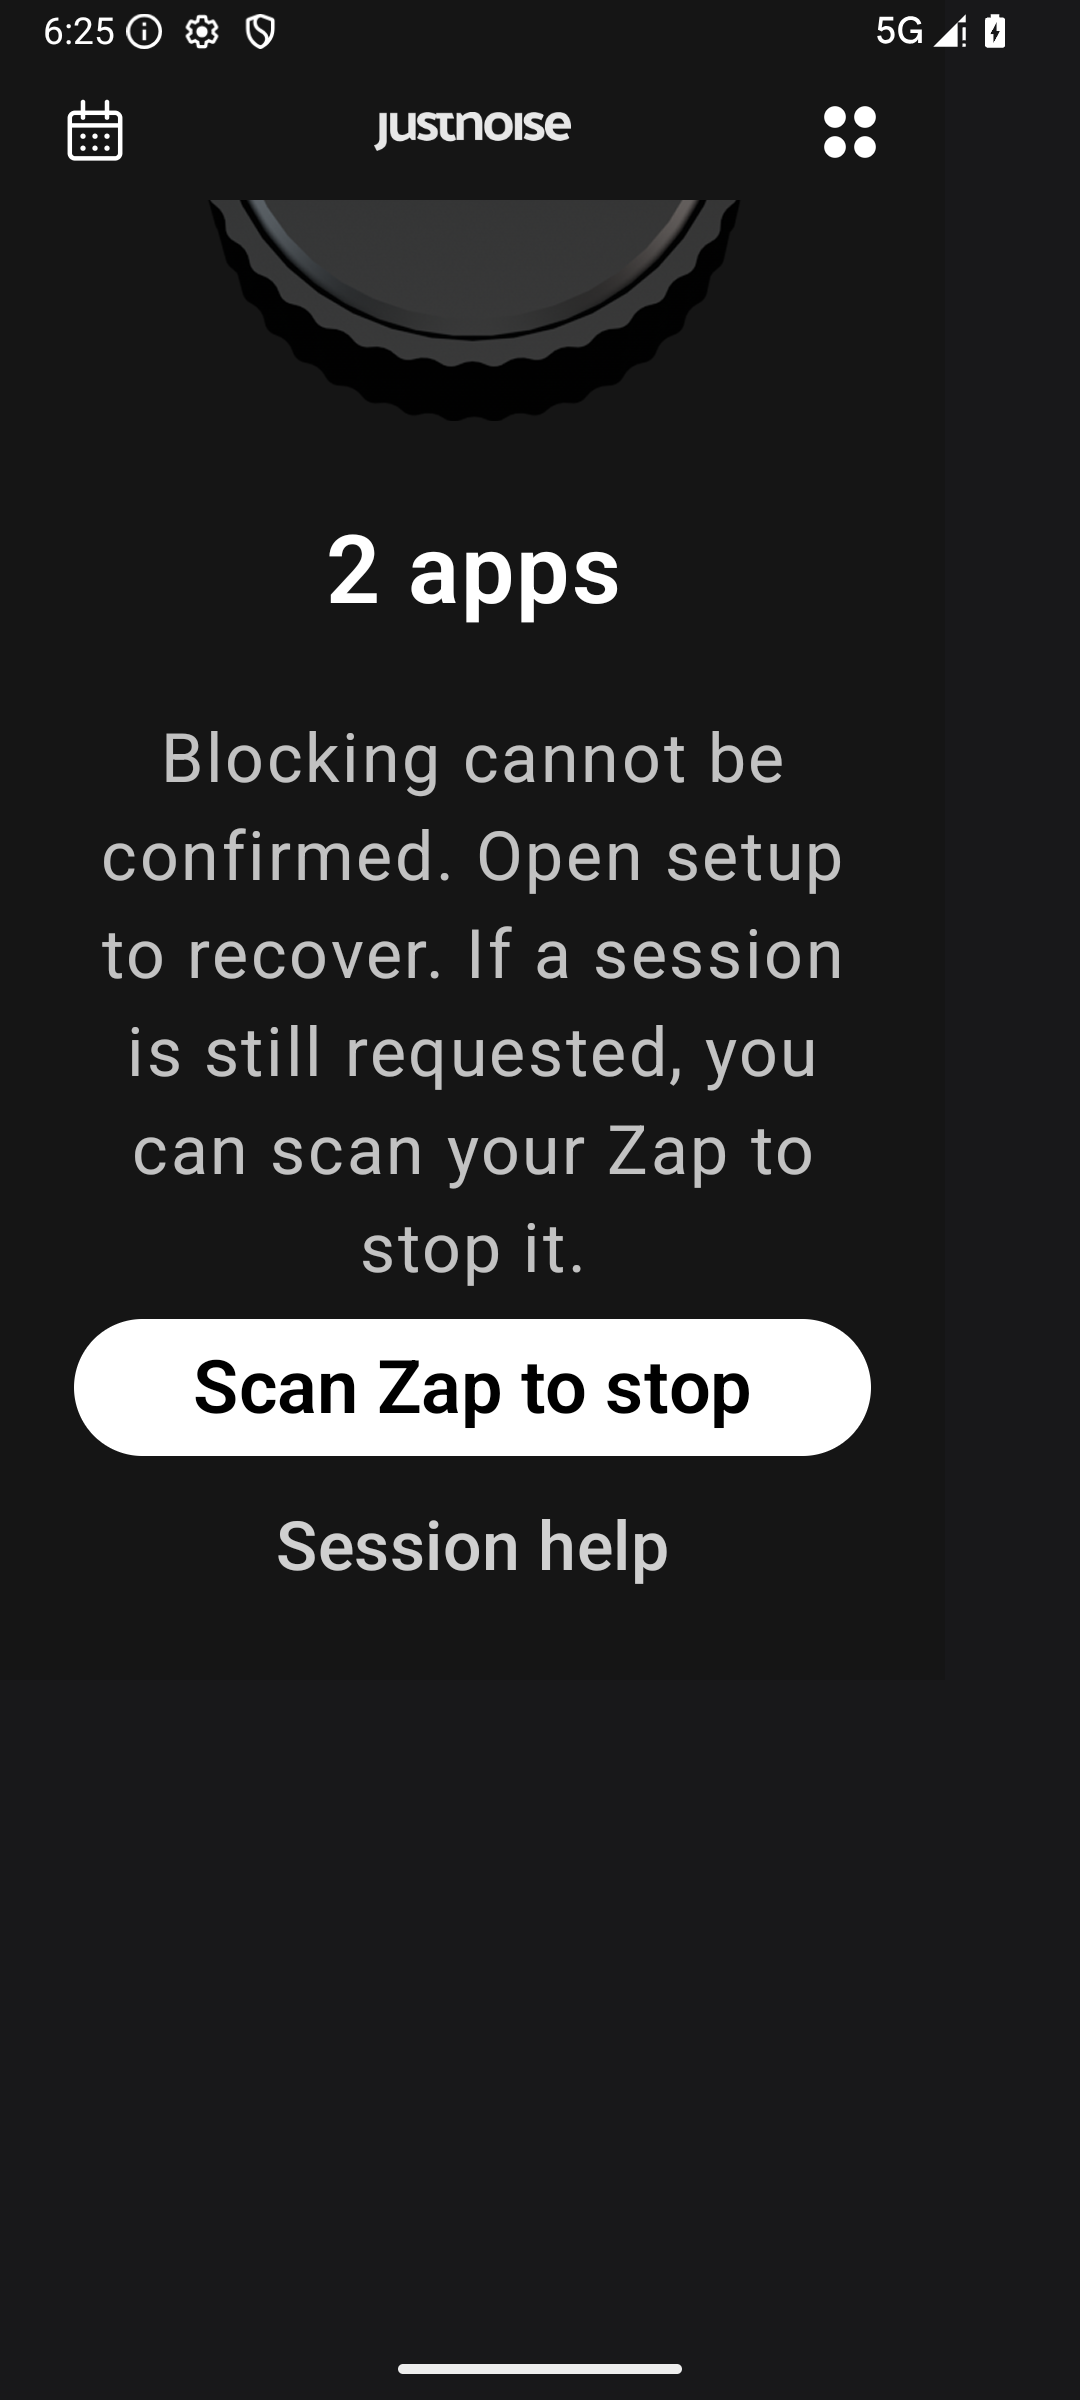 6:25
5G
justnoise
2 apps
Blocking cannot be
confirmed. Open setup
to recover. If a session
is still requested, you
can scan your Zap to
stop it.
Scan Zap to stop
Session help